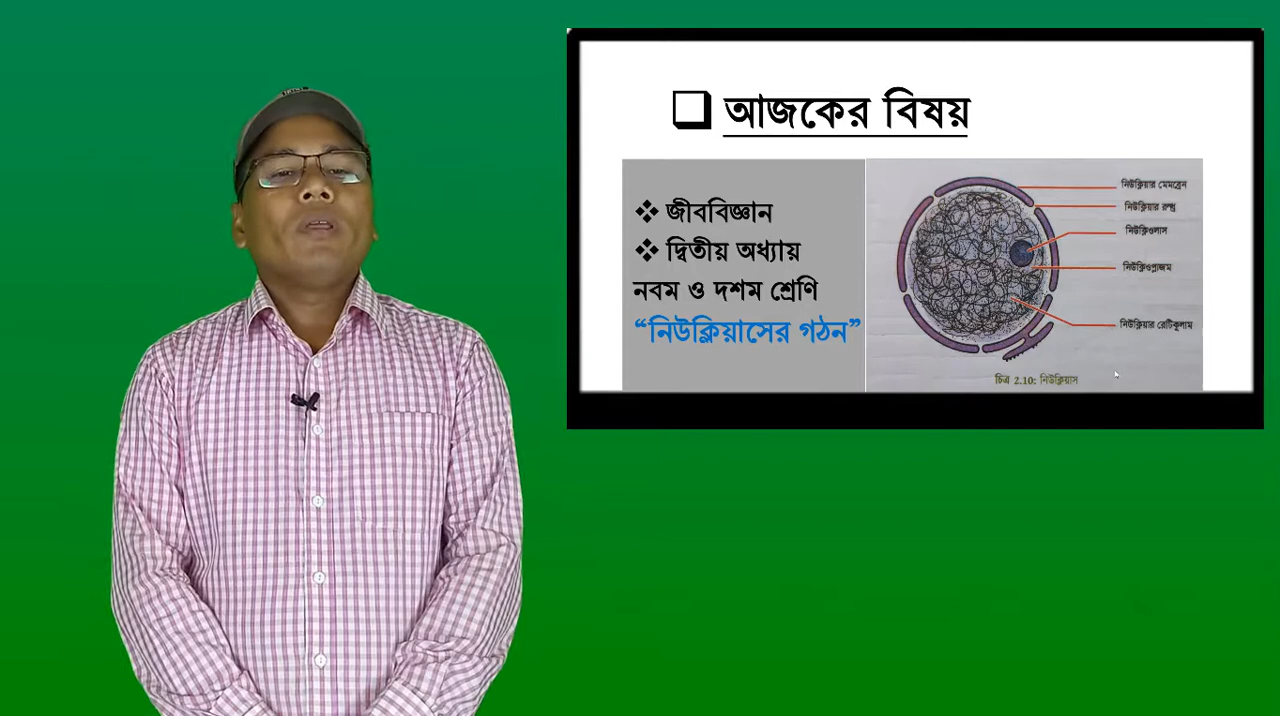 আজকের বিষয়
জীববিজ্ঞান
দ্বিতীয় অধ্যায়
নবম ও দশম শ্রেণি
“নিউক্লিয়াসের গঠন”
নিউক্লিয়ার মেমব্রেন
নিউক্লিয়ার রন্ধ্র
নিউক্লিওলাস
নিউক্লিওপ্লাজম
নিউক্লিয়ার রেটিকুলাম
চিত্র 2.10: নিউক্লিয়াস